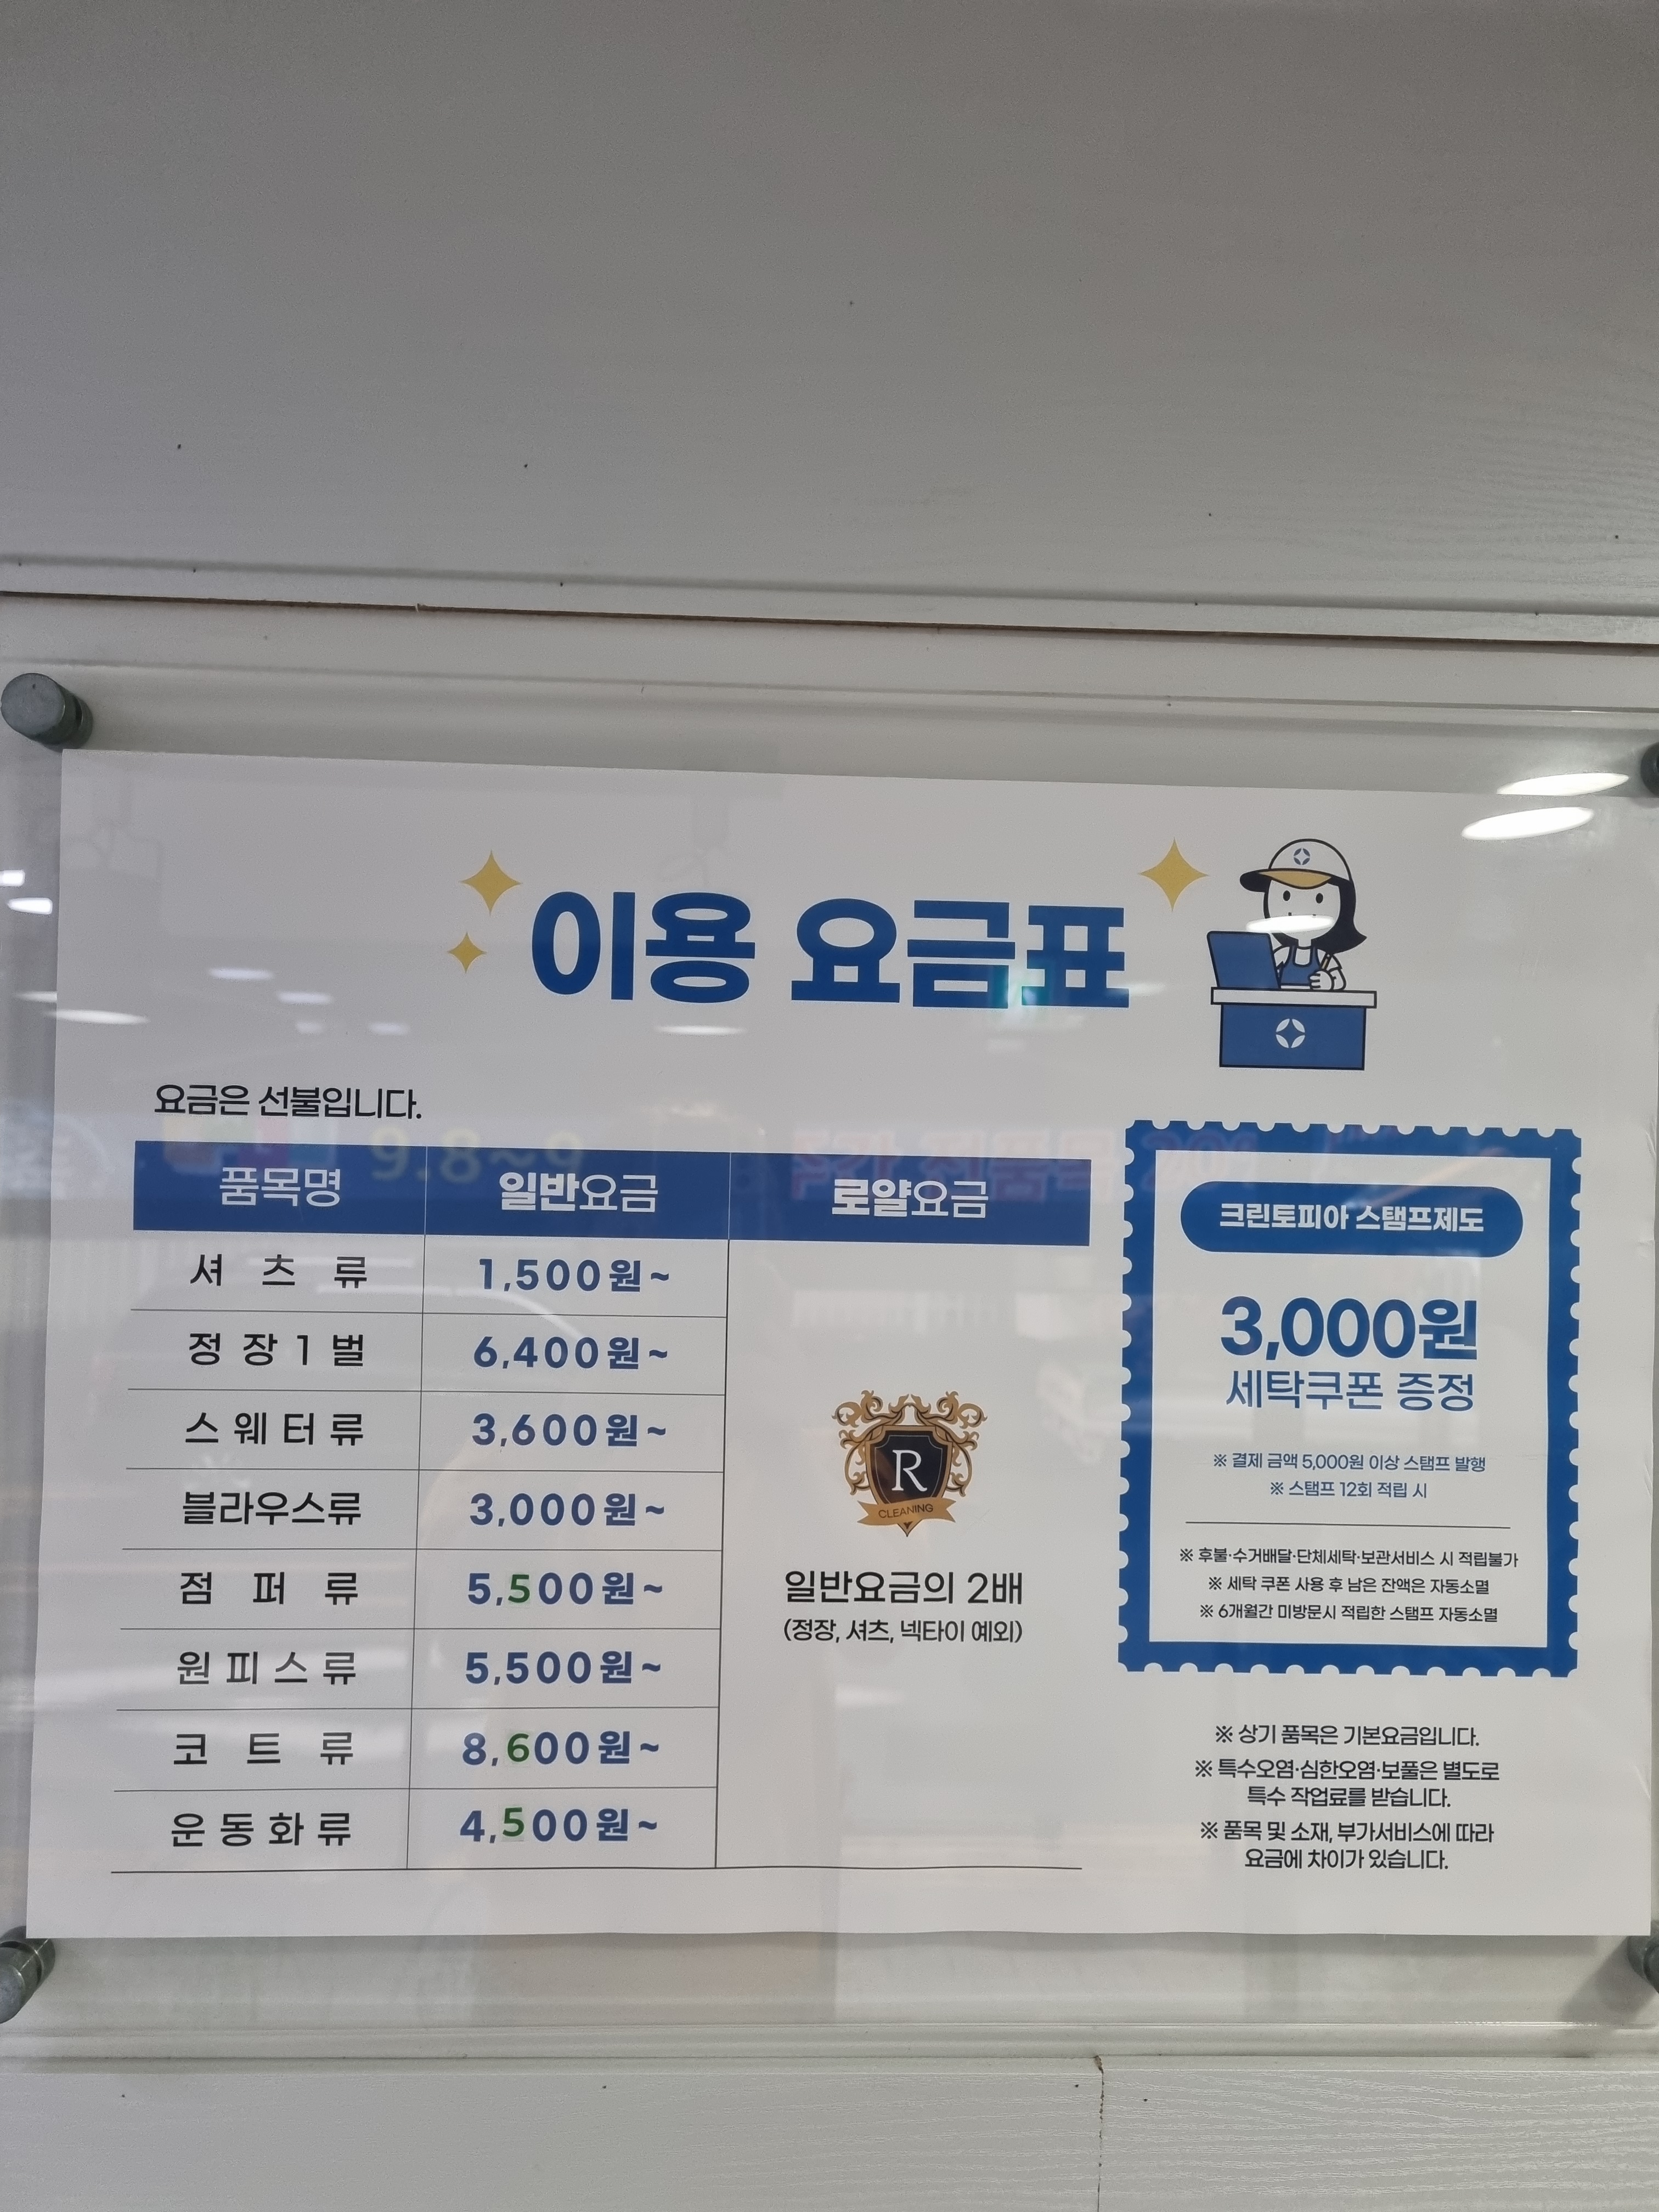 이용 요금표
요금은 선불입니다.
품목명 일반요금 로얄요금
셔츠류 1,500원~
정장1벌 6,400원~
스웨터류 3,600원~
블라우스류 3,000원~
점퍼류 5,500원~
원피스류 5,500원~
코트류 8,600원~
운동화류 4,500원~
R
CLEANING
일반요금의 2배
(정장, 셔츠, 넥타이 예외)
크린토피아 스탬프제도
3,000원
세탁쿠폰 증정
※ 결제 금액 5,000원 이상 스탬프 발행
※ 스탬프 12회 적립 시
※ 후불·수거배달·단체세탁·보관서비스 시 적립불가
※ 세탁 쿠폰 사용 후 남은 잔액은 자동소멸
※ 6개월간 미방문시 적립한 스탬프 자동소멸
※ 상기 품목은 기본요금입니다.
※ 특수오염·심한오염·보풀은 별도로
특수 작업료를 받습니다.
※ 품목 및 소재, 부가서비스에 따라
요금에 차이가 있습니다.